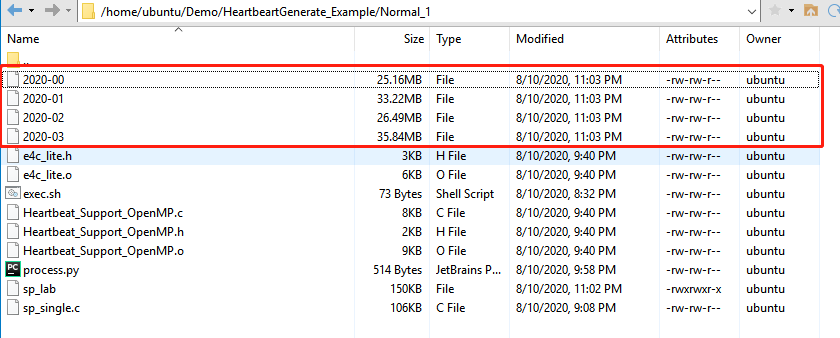 /home/ubuntu/Demo/HeartbeartGenerate_Example/Normal_1
Name Size Type Modified Attributes Owner
..
2020-00 25.16MB File 8/10/2020, 11:03 PM -rw-rw-r-- ubuntu
2020-01 33.22MB File 8/10/2020, 11:03 PM -rw-rw-r-- ubuntu
2020-02 26.49MB File 8/10/2020, 11:03 PM -rw-rw-r-- ubuntu
2020-03 35.84MB File 8/10/2020, 11:03 PM -rw-rw-r-- ubuntu
e4c_lite.h 3KB H File 8/10/2020, 9:40 PM -rw-rw-r-- ubuntu
e4c_lite.o 6KB O File 8/10/2020, 9:40 PM -rw-rw-r-- ubuntu
exec.sh 73 Bytes Shell Script 8/10/2020, 8:32 PM -rw-rw-r-- ubuntu
Heartbeat_Support_OpenMP.c 8KB C File 8/10/2020, 9:40 PM -rw-rw-r-- ubuntu
Heartbeat_Support_OpenMP.h 2KB H File 8/10/2020, 9:40 PM -rw-rw-r-- ubuntu
Heartbeat_Support_OpenMP.o 9KB O File 8/10/2020, 9:40 PM -rw-rw-r-- ubuntu
PC process.py 514 Bytes JetBrains P... 8/10/2020, 9:58 PM -rw-rw-r-- ubuntu
sp_lab 150KB File 8/10/2020, 11:02 PM -rwxrwxr-x ubuntu
sp_single.c 106KB C File 8/10/2020, 9:08 PM -rw-rw-r-- ubuntu